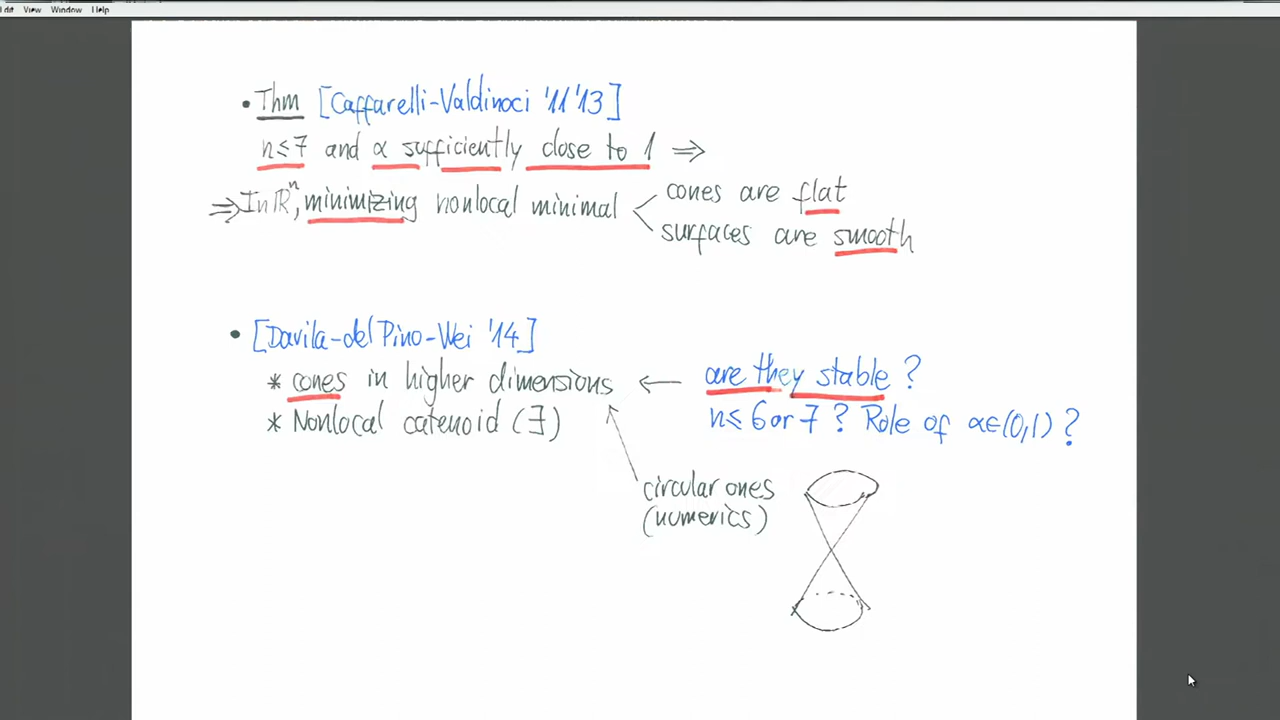 Edit View Window Help
• Thm [Caffarelli-Valdinoci '11 '13]
n≤7 and α sufficiently close to 1 ⇒
⇒ In ℝⁿ, minimizing nonlocal minimal < cones are flat
surfaces are smooth
• [Davila-del Pino-Wei '14]
* cones in higher dimensions ← are they stable ?
* Nonlocal catenoid (∃) n≤ 6 or 7 ? Role of α∈(0,1) ?
circular ones
(numerics)